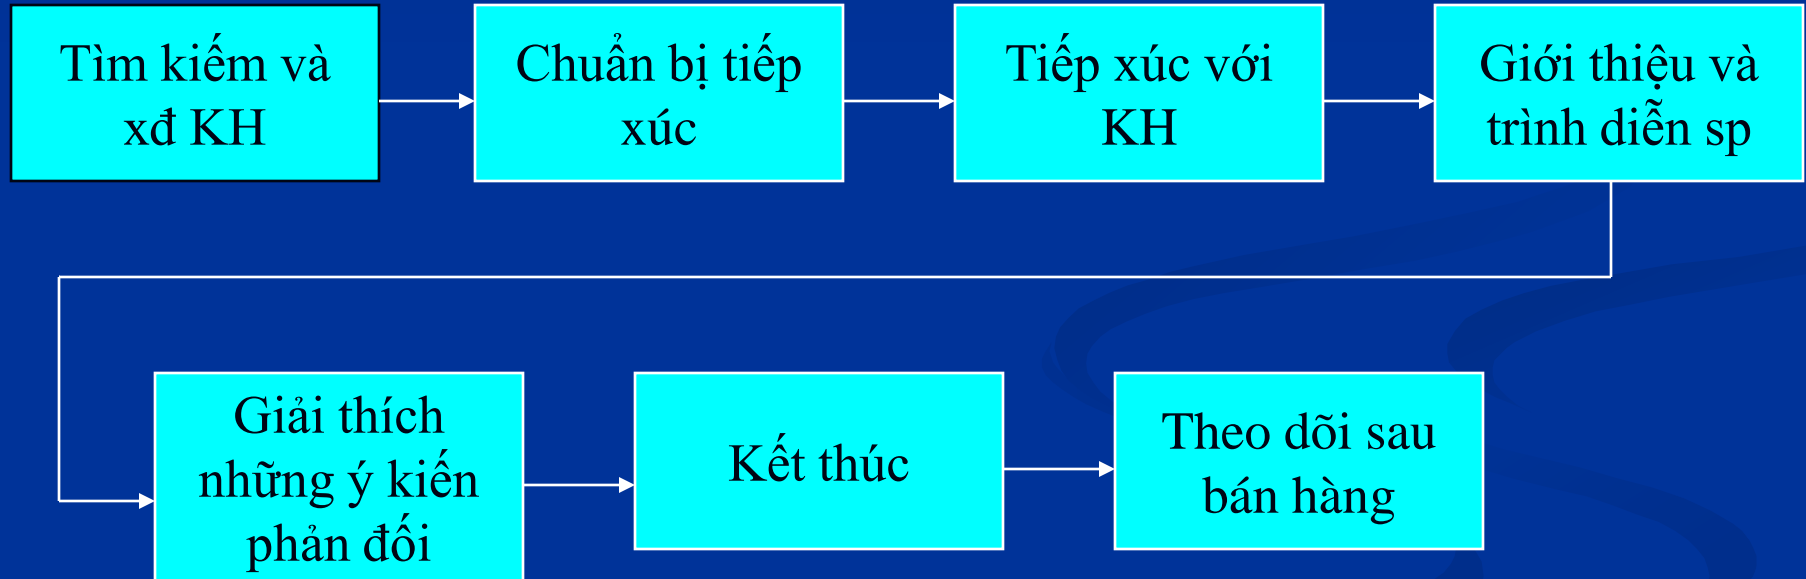 Tìm kiếm và
xđ KH
Chuẩn bị tiếp
xúc
Tiếp xúc với
KH
Giới thiệu và
trình diễn sp
Giải thích
những ý kiến
phản đối
Kết thúc
Theo dõi sau
bán hàng